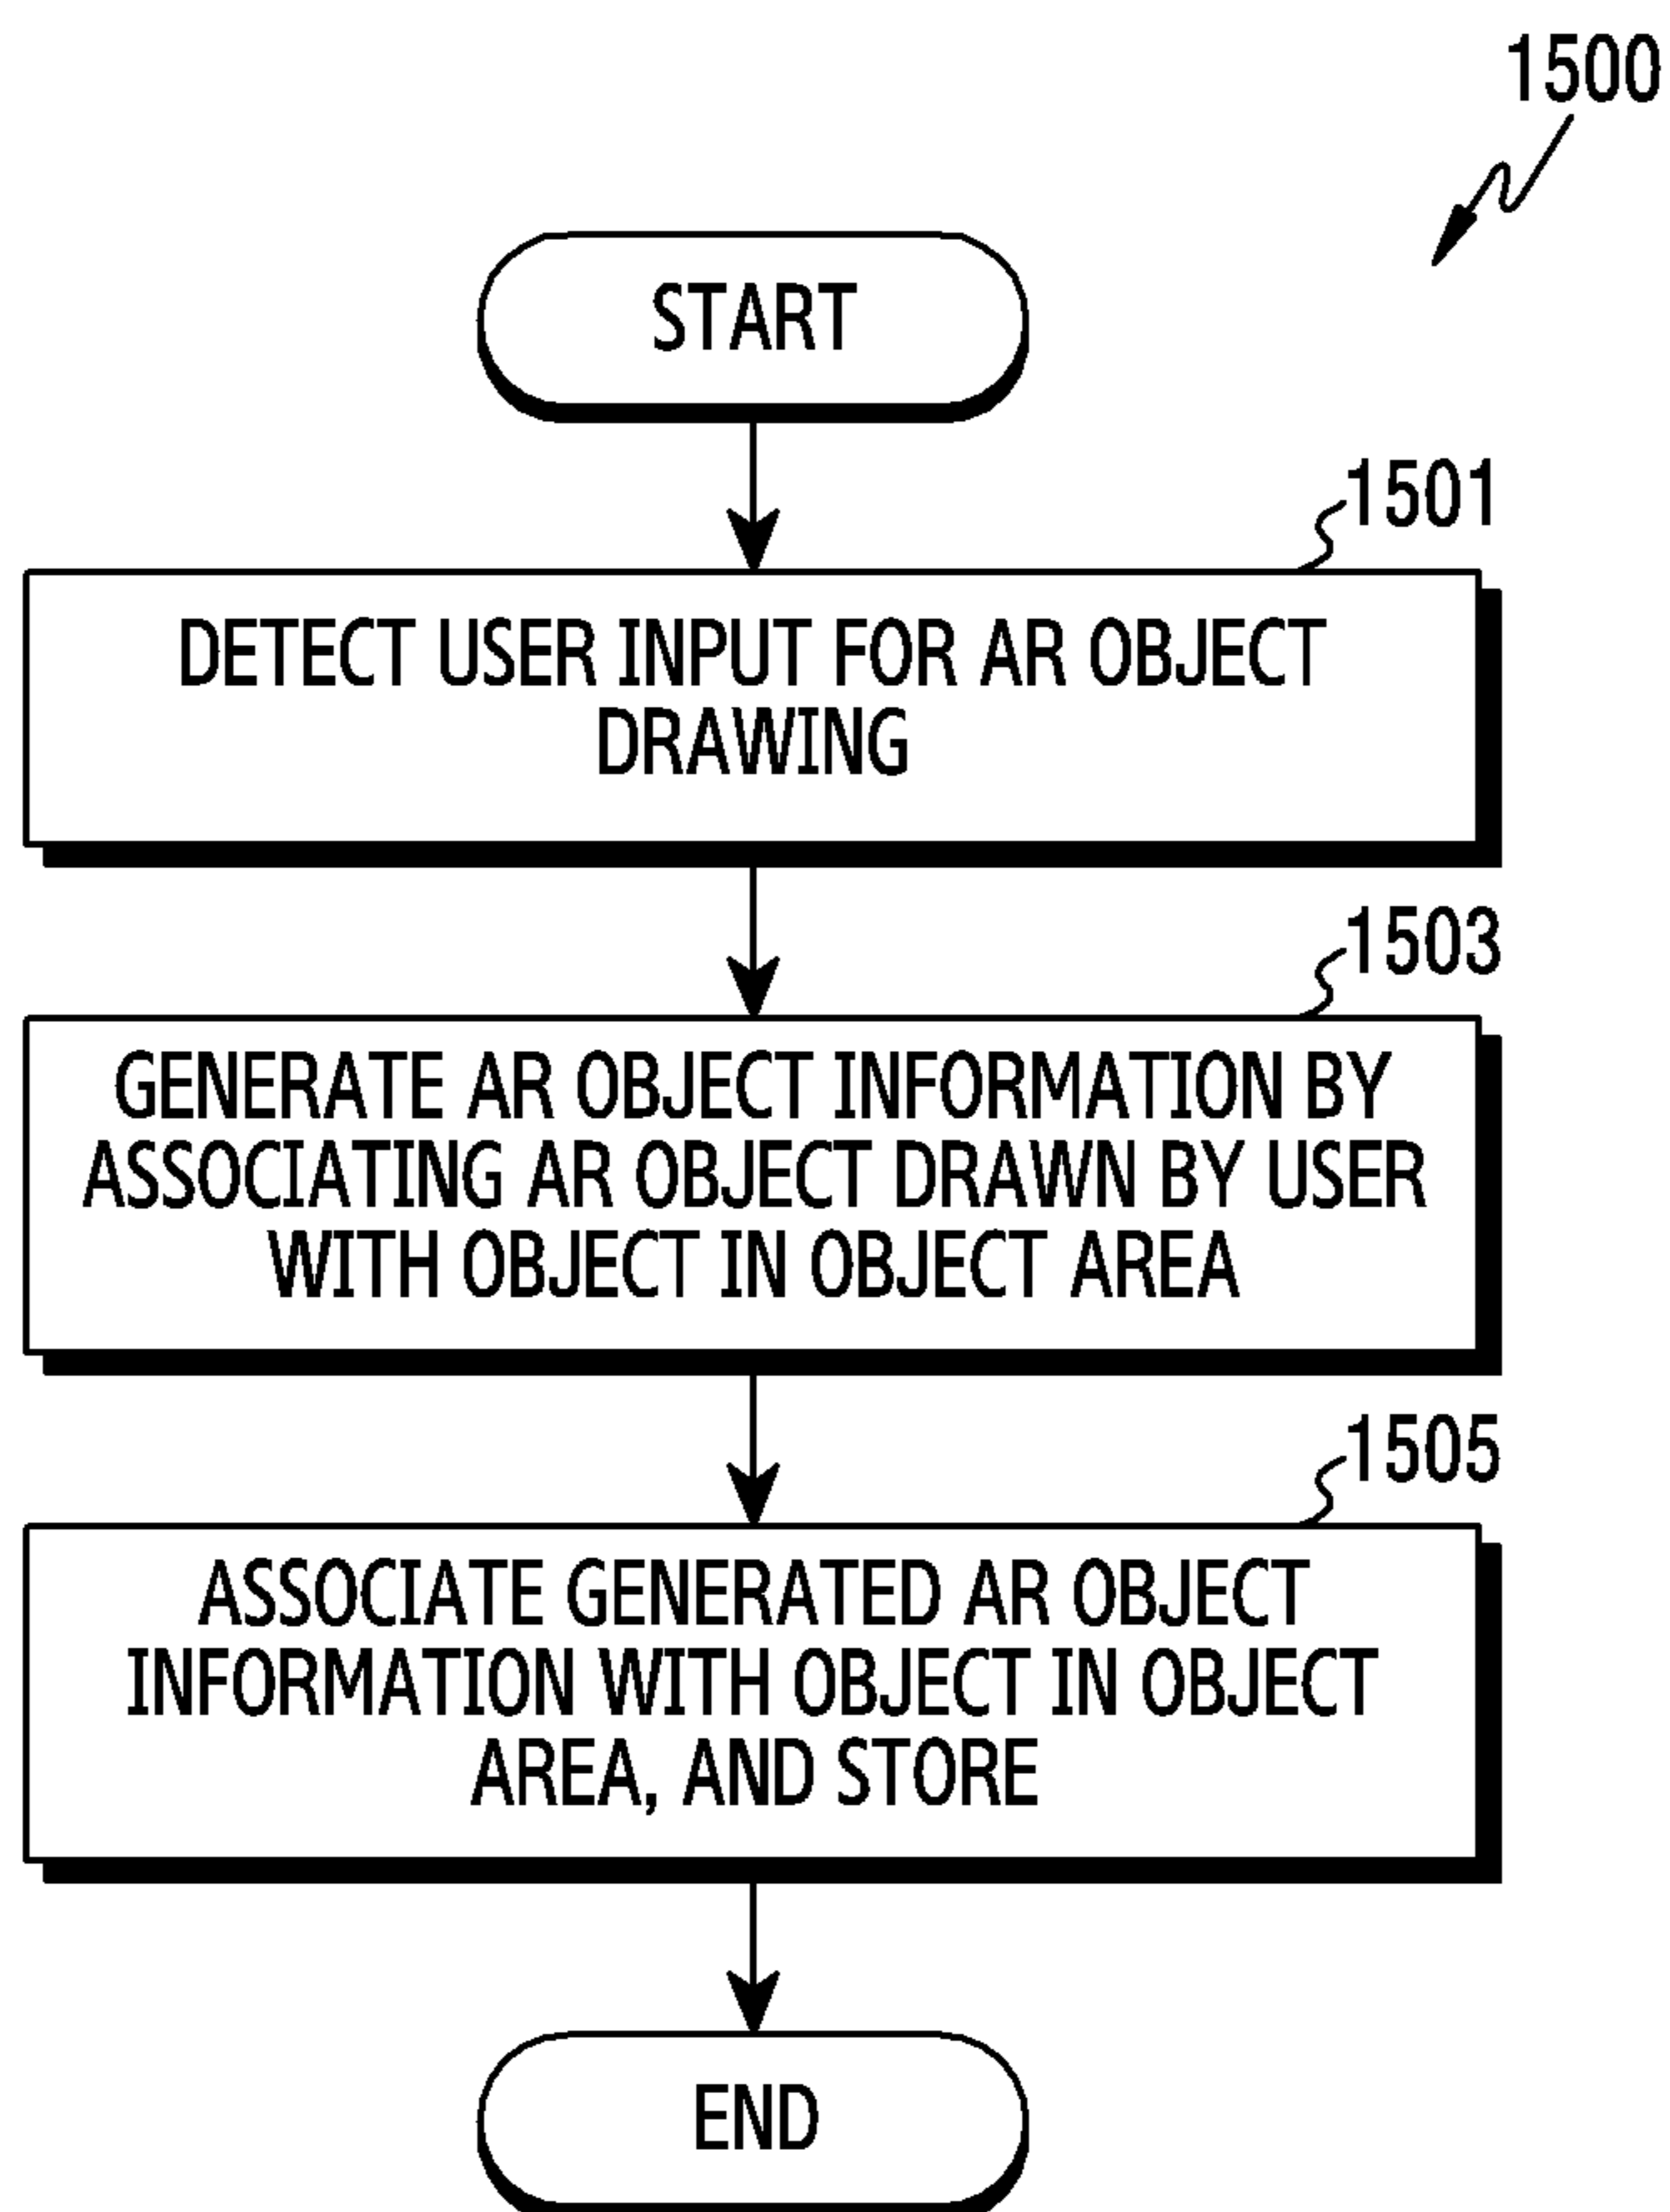 1500
START
1501
DETECT USER INPUT FOR AR OBJECT
DRAWING
1503
GENERATE AR OBJECT INFORMATION BY
ASSOCIATING AR OBJECT DRAWN BY USER
WITH OBJECT IN OBJECT AREA
1505
ASSOCIATE GENERATED AR OBJECT
INFORMATION WITH OBJECT IN OBJECT
AREA, AND STORE
END